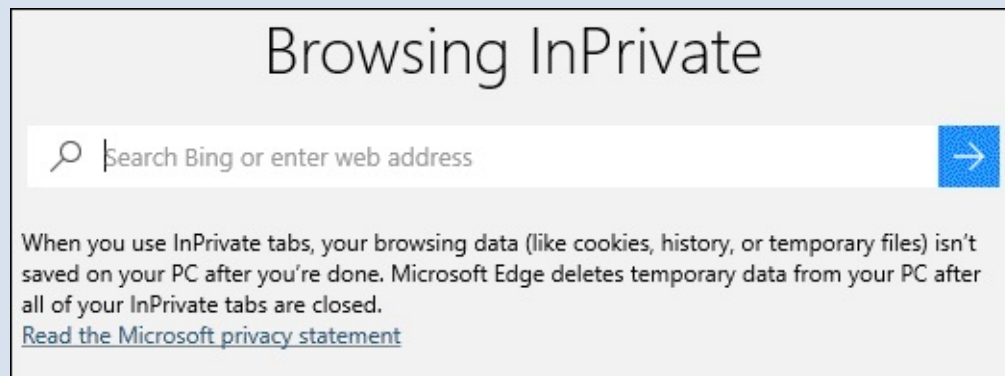 Browsing InPrivate
Search Bing or enter web address
When you use InPrivate tabs, your browsing data (like cookies, history, or temporary files) isn't
saved on your PC after you're done. Microsoft Edge deletes temporary data from your PC after
all of your InPrivate tabs are closed.
Read the Microsoft privacy statement